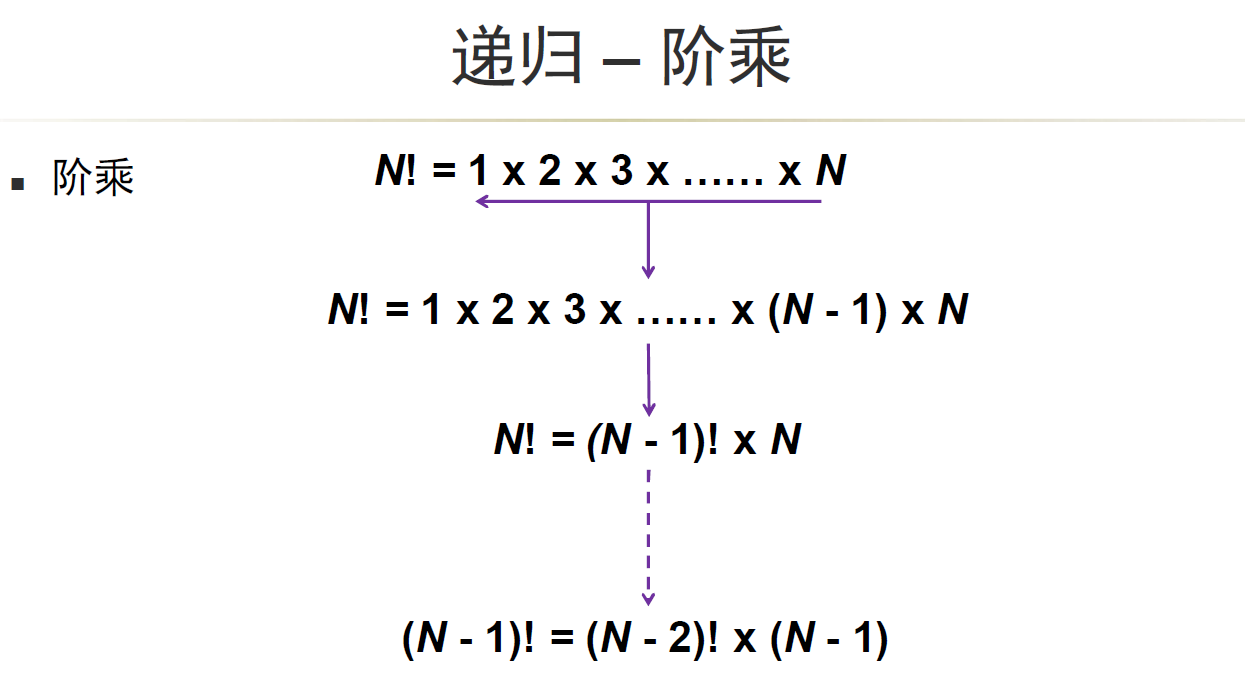 递归 – 阶乘
▪ 阶乘
N! = 1 x 2 x 3 x …… x N
N! = 1 x 2 x 3 x …… x (N - 1) x N
N! = (N - 1)! x N
(N - 1)! = (N - 2)! x (N - 1)